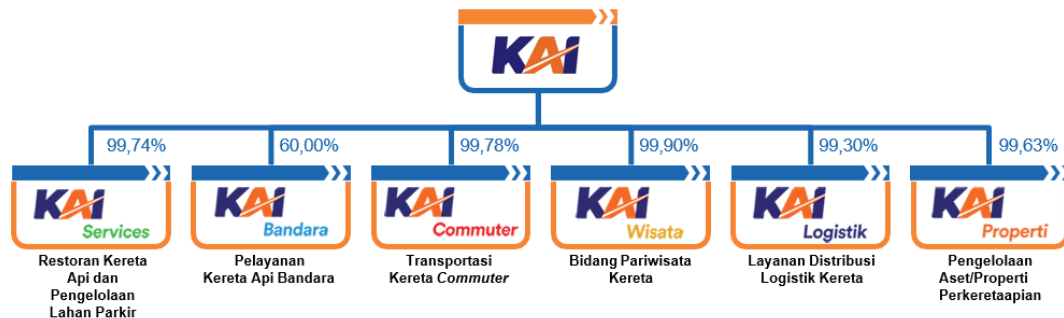 KAI
99,74%
60,00%
99,78%
99,90%
99,30%
99,63%
KAI
Services
KAI
Bandara
KAI
Commuter
KAI
Wisata
KAI
Logistik
KAI
Properti
Restoran Kereta
Api dan
Pengelolaan
Lahan Parkir
Pelayanan
Kereta Api Bandara
Transportasi
Kereta Commuter
Bidang Pariwisata
Kereta
Layanan Distribusi
Logistik Kereta
Pengelolaan
Aset/Properti
Perkeretaapian